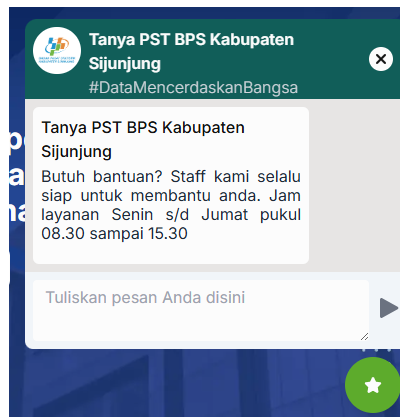 Tanya PST BPS Kabupaten
Sijunjung
#DataMencerdaskanBangsa
Tanya PST BPS Kabupaten
Sijunjung
Butuh bantuan? Staff kami selalu
siap untuk membantu anda. Jam
layanan Senin s/d Jumat pukul
08.30 sampai 15.30
Tuliskan pesan Anda disini